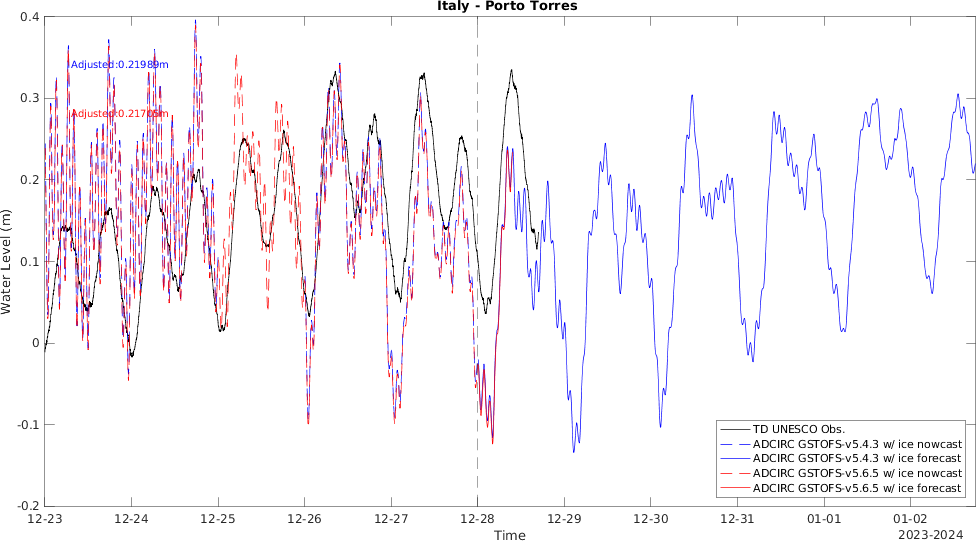 Italy - Porto Torres
0.4
0.3
0.2
0.1
0
-0.1
-0.2
Water Level (m)
Adjusted:0.21989m
Adjusted:0.21705m
TD UNESCO Obs.
ADCIRC GSTOFS-v5.4.3 w/ ice nowcast
ADCIRC GSTOFS-v5.4.3 w/ ice forecast
ADCIRC GSTOFS-v5.6.5 w/ ice nowcast
ADCIRC GSTOFS-v5.6.5 w/ ice forecast
12-23 12-24 12-25 12-26 12-27 12-28 12-29 12-30 12-31 01-01 01-02
Time
2023-2024